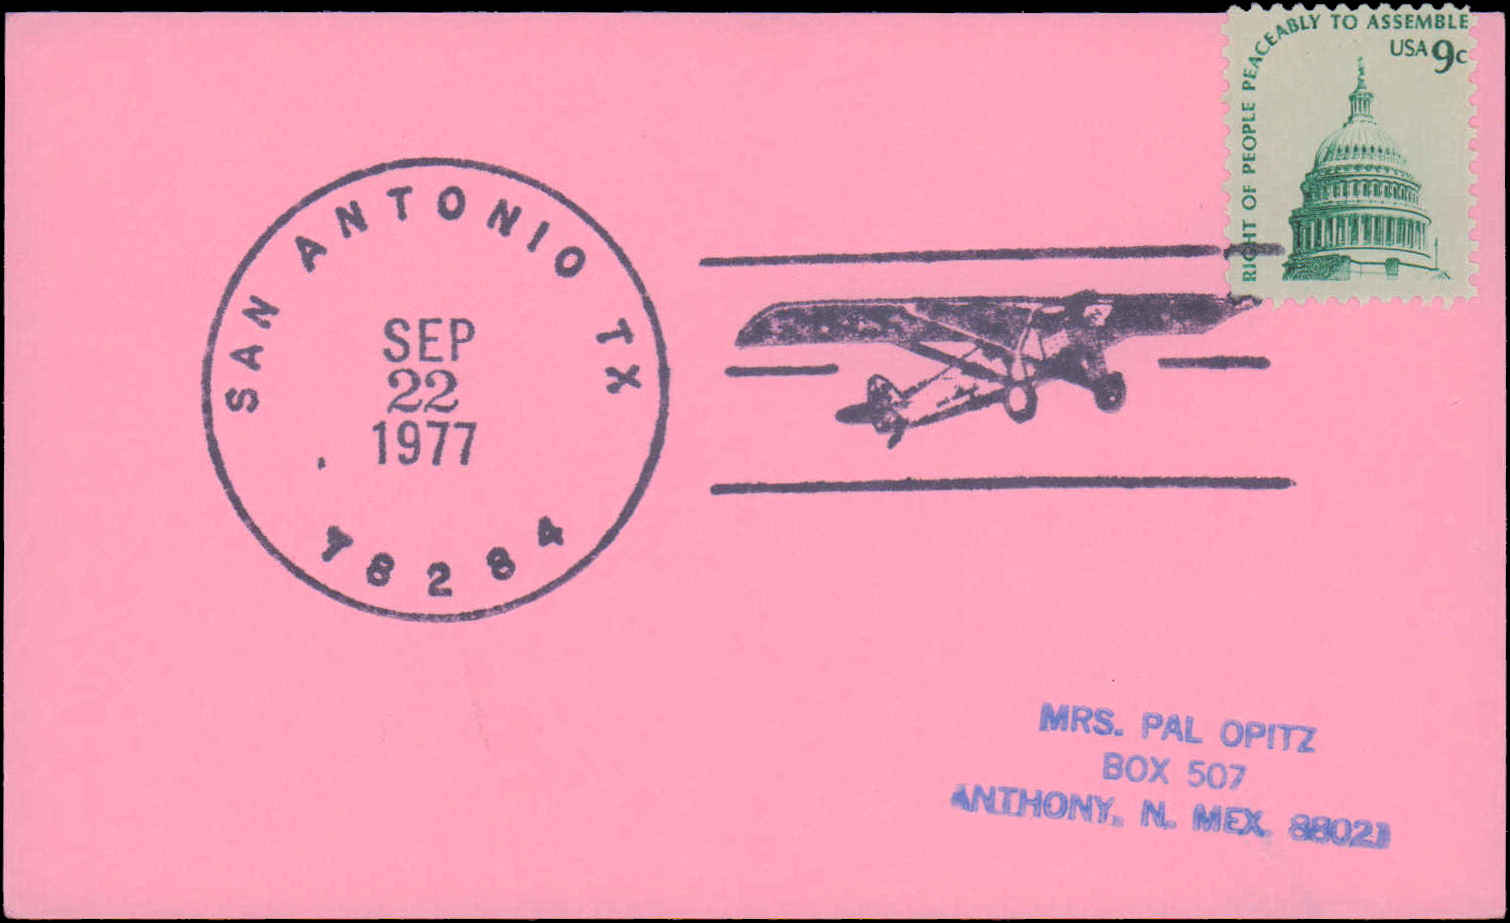 RIGHT OF PEOPLE PEACEABLY TO ASSEMBLE
USA 9c
SAN ANTONIO TX
SEP
22
1977
78284
MRS. PAL OPITZ
BOX 507
ANTHONY, N. MEX. 88021